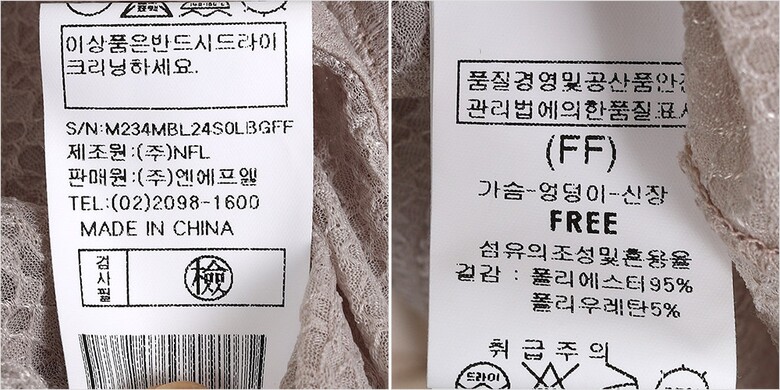 표백
이상품은반드시드라이
크리닝하세요.
S/N:M234MBL24S0LBGFF
제조원:(주)NFL
판매원:(주)엔에프엘
TEL:(02)2098-1600
MADE IN CHINA
검사필
檢
품질경영및공산품안전
관리법에의한품질표시
(FF)
가슴-엉덩이-신장
FREE
섬유의조성및혼용율
겉감 : 폴리에스터95%
폴리우레탄5%
취급주의
드라이